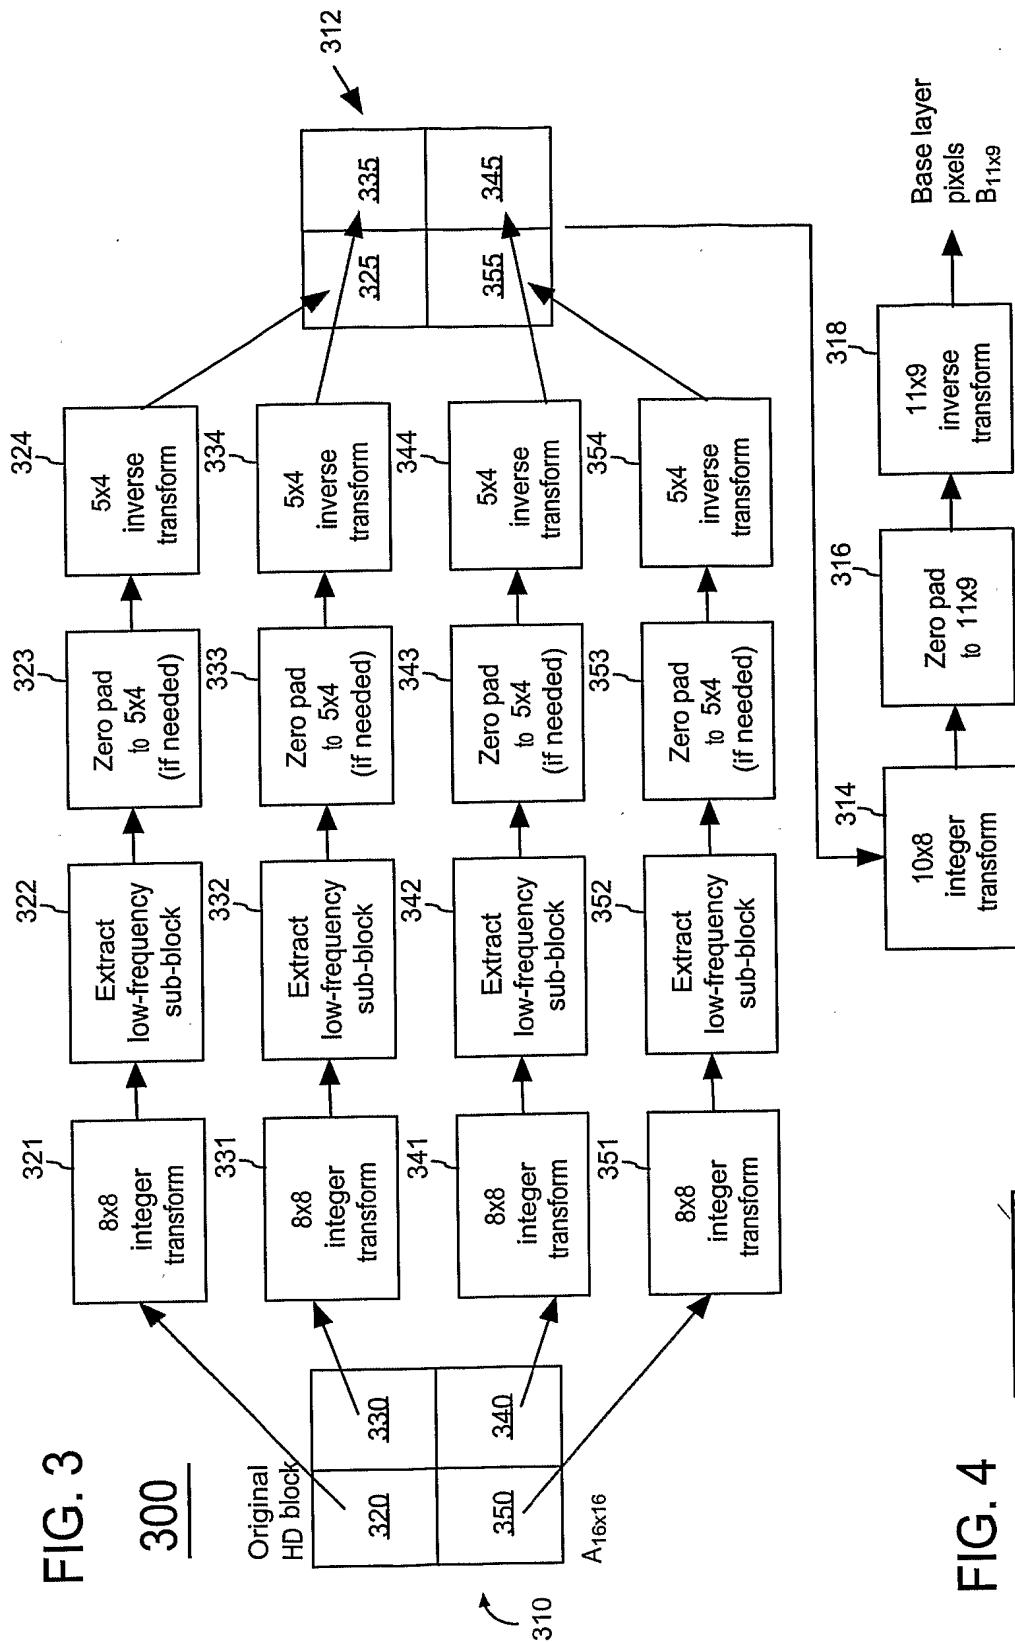 FIG. 3
300
Original
HD block
320
330
350
340
A16x16
310
321
8x8
integer
transform
322
Extract
low-frequency
sub-block
323
Zero pad
to 5x4
(if needed)
324
5x4
inverse
transform
331
8x8
integer
transform
332
Extract
low-frequency
sub-block
333
Zero pad
to 5x4
(if needed)
334
5x4
inverse
transform
341
8x8
integer
transform
342
Extract
low-frequency
sub-block
343
Zero pad
to 5x4
(if needed)
344
5x4
inverse
transform
351
8x8
integer
transform
352
Extract
low-frequency
sub-block
353
Zero pad
to 5x4
(if needed)
354
5x4
inverse
transform
325
335
355
345
312
314
10x8
integer
transform
316
Zero pad
to 11x9
318
11x9
inverse
transform
Base layer
pixels
B11x9
FIG. 4